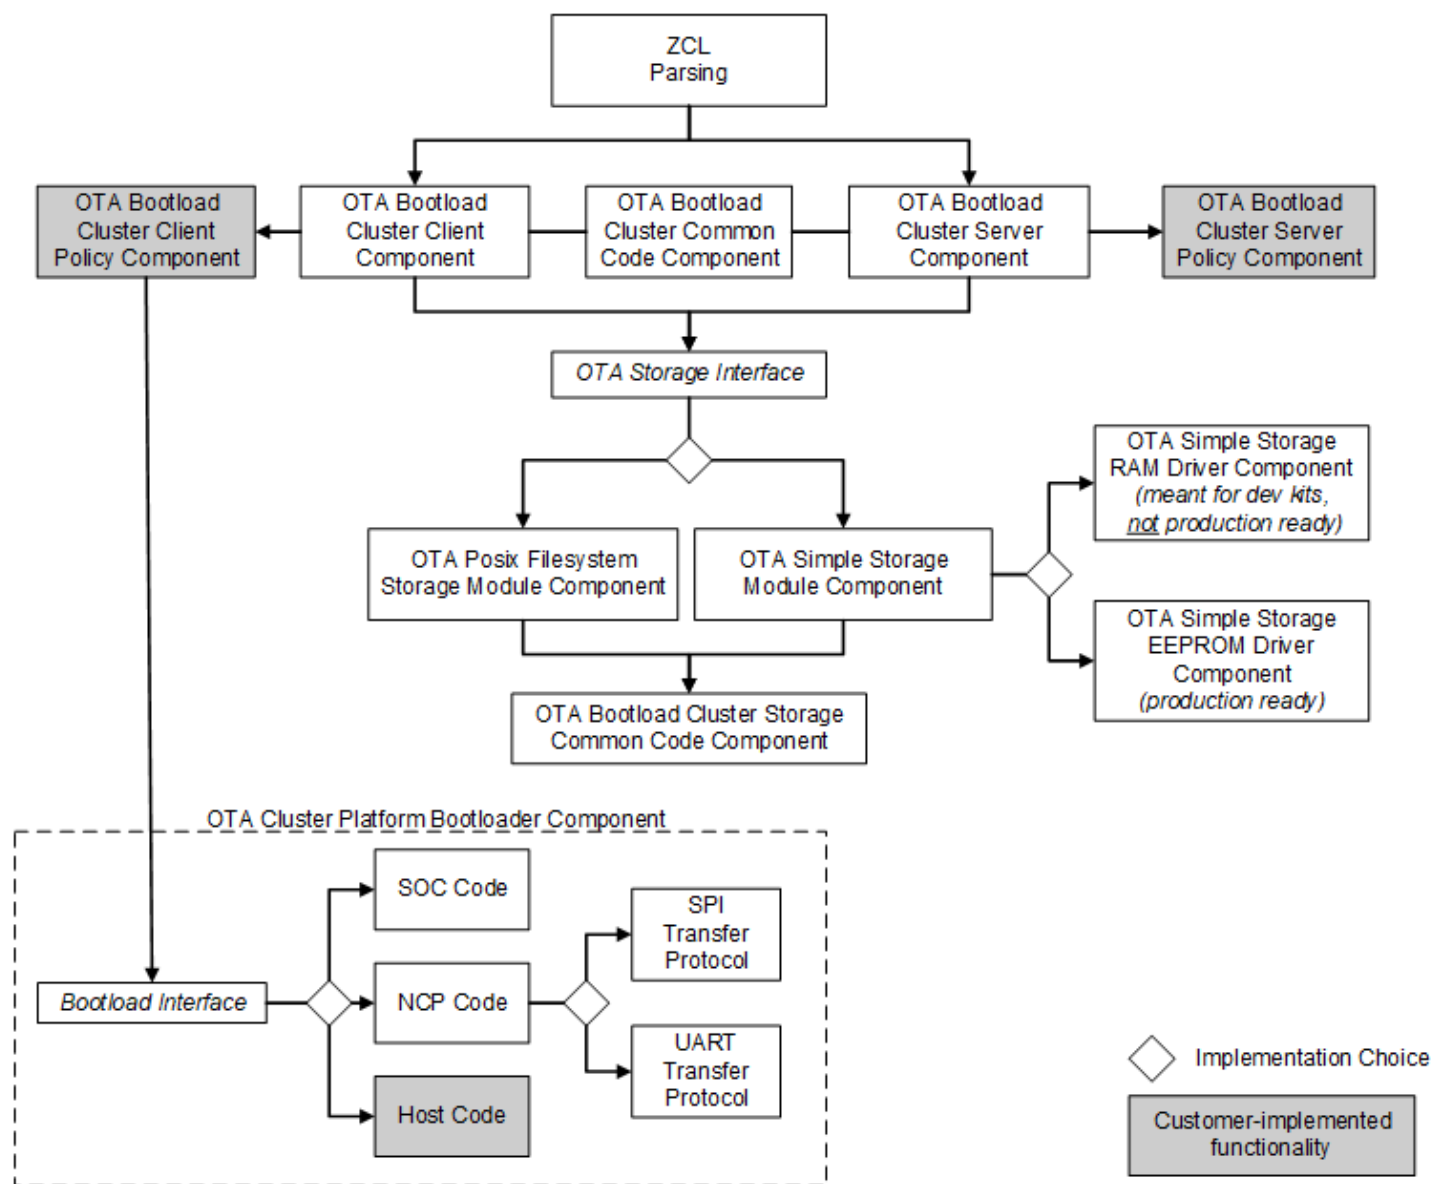 ZCL
Parsing
OTA Bootload
Cluster Client
Policy Component
OTA Bootload
Cluster Client
Component
OTA Bootload
Cluster Common
Code Component
OTA Bootload
Cluster Server
Component
OTA Bootload
Cluster Server
Policy Component
OTA Storage Interface
OTA Posix Filesystem
Storage Module Component
OTA Simple Storage
Module Component
OTA Simple Storage
RAM Driver Component
(meant for dev kits,
not production ready)
OTA Simple Storage
EEPROM Driver
Component
(production ready)
OTA Bootload Cluster Storage
Common Code Component
OTA Cluster Platform Bootloader Component
Bootload Interface
SOC Code
NCP Code
Host Code
SPI
Transfer
Protocol
UART
Transfer
Protocol
Implementation Choice
Customer-implemented
functionality